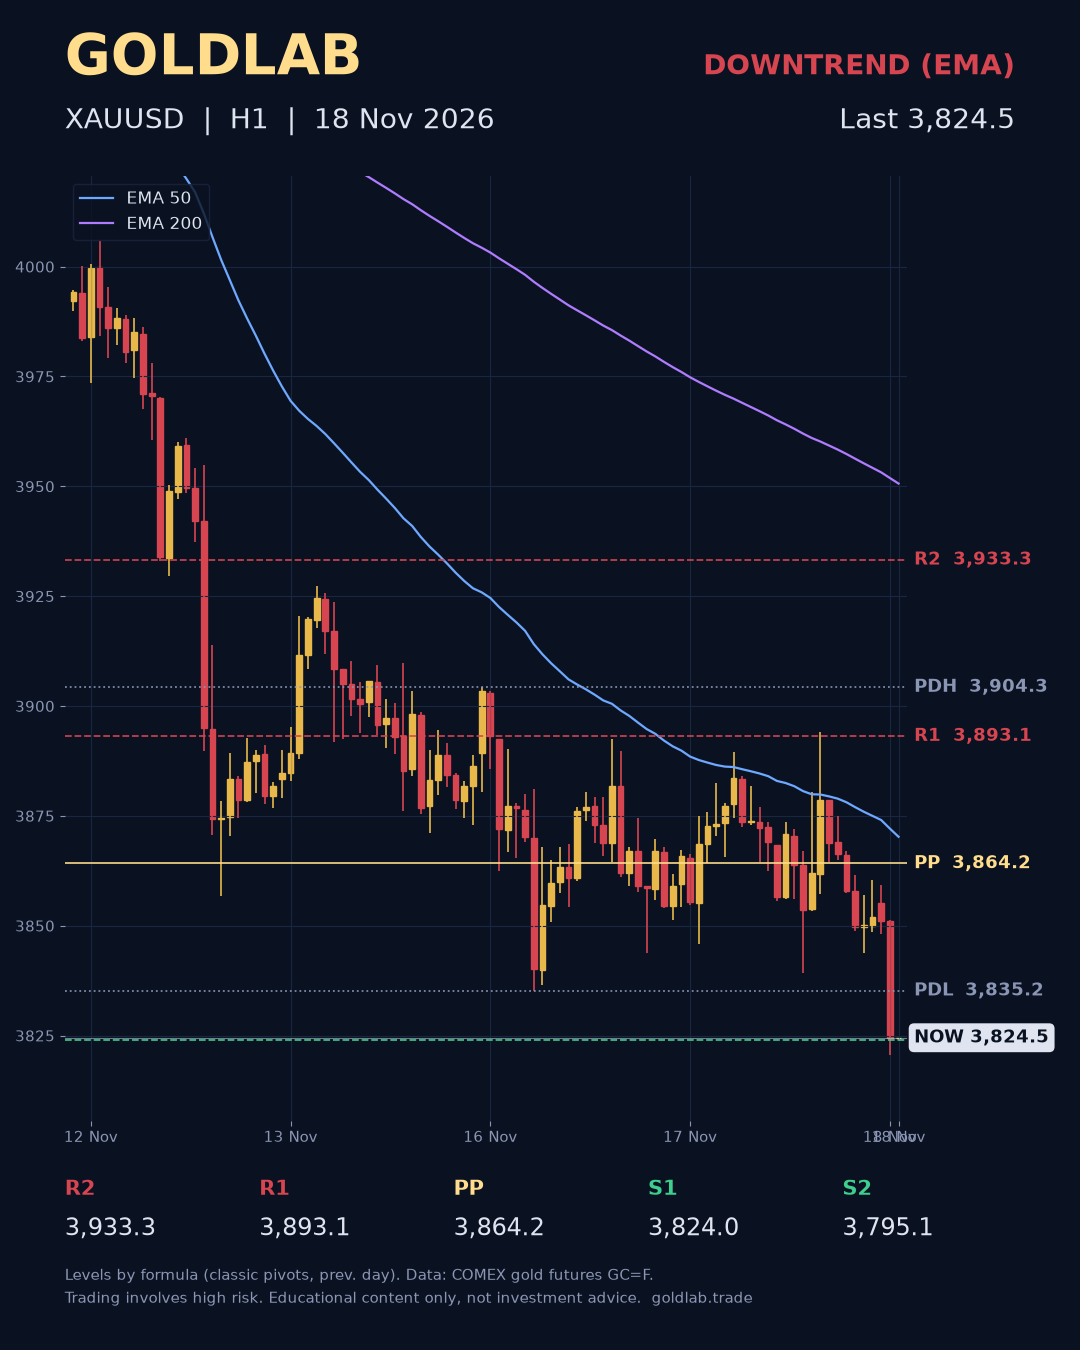 GOLDLAB
DOWNTREND (EMA)
XAUUSD | H1 | 18 Nov 2026
Last 3,824.5
EMA 50
EMA 200
4000
3975
3950
3925
3900
3875
3850
3825
R2 3,933.3
PDH 3,904.3
R1 3,893.1
PP 3,864.2
PDL 3,835.2
NOW 3,824.5
12 Nov
13 Nov
16 Nov
17 Nov
18 Nov
R2
R1
PP
S1
S2
3,933.3
3,893.1
3,864.2
3,824.0
3,795.1
Levels by formula (classic pivots, prev. day). Data: COMEX gold futures GC=F.
Trading involves high risk. Educational content only, not investment advice. goldlab.trade